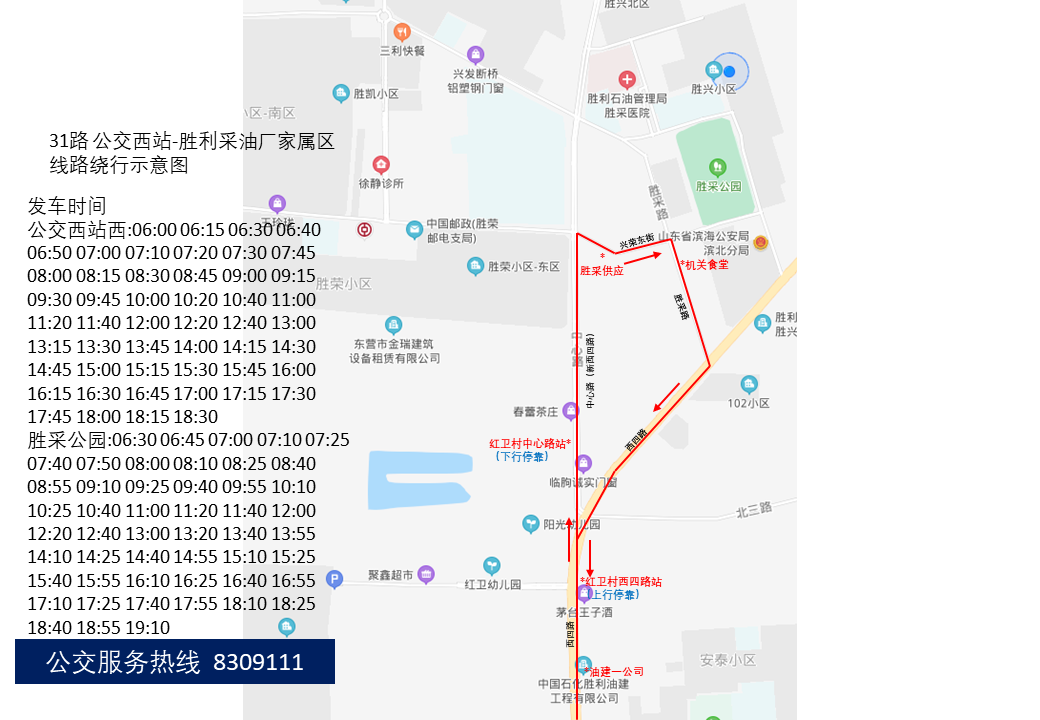 31路 公交西站-胜利采油厂家属区
线路绕行示意图
发车时间
公交西站西:06:00 06:15 06:30 06:40
06:50 07:00 07:10 07:20 07:30 07:45
08:00 08:15 08:30 08:45 09:00 09:15
09:30 09:45 10:00 10:20 10:40 11:00
11:20 11:40 12:00 12:20 12:40 13:00
13:15 13:30 13:45 14:00 14:15 14:30
14:45 15:00 15:15 15:30 15:45 16:00
16:15 16:30 16:45 17:00 17:15 17:30
17:45 18:00 18:15 18:30
胜采公园:06:30 06:45 07:00 07:10 07:25
07:40 07:50 08:00 08:10 08:25 08:40
08:55 09:10 09:25 09:40 09:55 10:10
10:25 10:40 11:00 11:20 11:40 12:00
12:20 12:40 13:00 13:20 13:40 13:55
14:10 14:25 14:40 14:55 15:10 15:25
15:40 15:55 16:10 16:25 16:40 16:55
17:10 17:25 17:40 17:55 18:10 18:25
18:40 18:55 19:10
公交服务热线 8309111
胜兴北区
三利快餐
兴发断桥
铝塑钢门窗
胜凯小区
小区-南区
胜利石油管理局
胜采医院
胜兴小区
徐静诊所
胜采公园
胜采路
中国邮政(胜荣
邮电支局)
兴荣东街
山东省滨海公安局
滨北分局
*
胜采供应
*机关食堂
胜荣小区-东区
胜荣小区
胜采路
东营市金瑞建筑
设备租赁有限公司
中心路
中心路（新西四路）
胜利
胜兴
102小区
春蕾茶庄
西四路
红卫村中心路站*
(下行停靠)
临朐诚实门窗
北三路
阳光幼儿园
聚鑫超市
P
红卫幼儿园
*红卫村西四路站
(上行停靠)
茅台王子酒
西四路
安泰小区
*油建一公司
中国石化胜利油建
工程有限公司